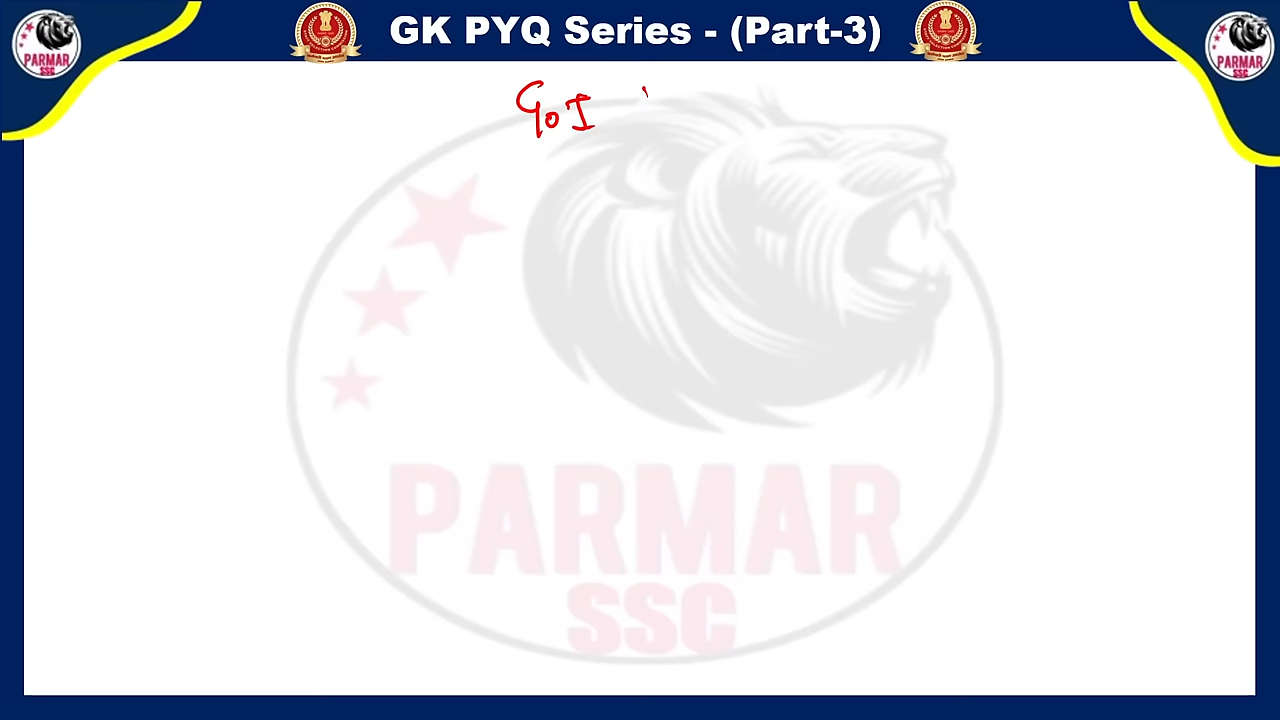 GK PYQ Series - (Part-3)
PARMAR
SSC
PARMAR
SSC
GoI
PARMAR
SSC